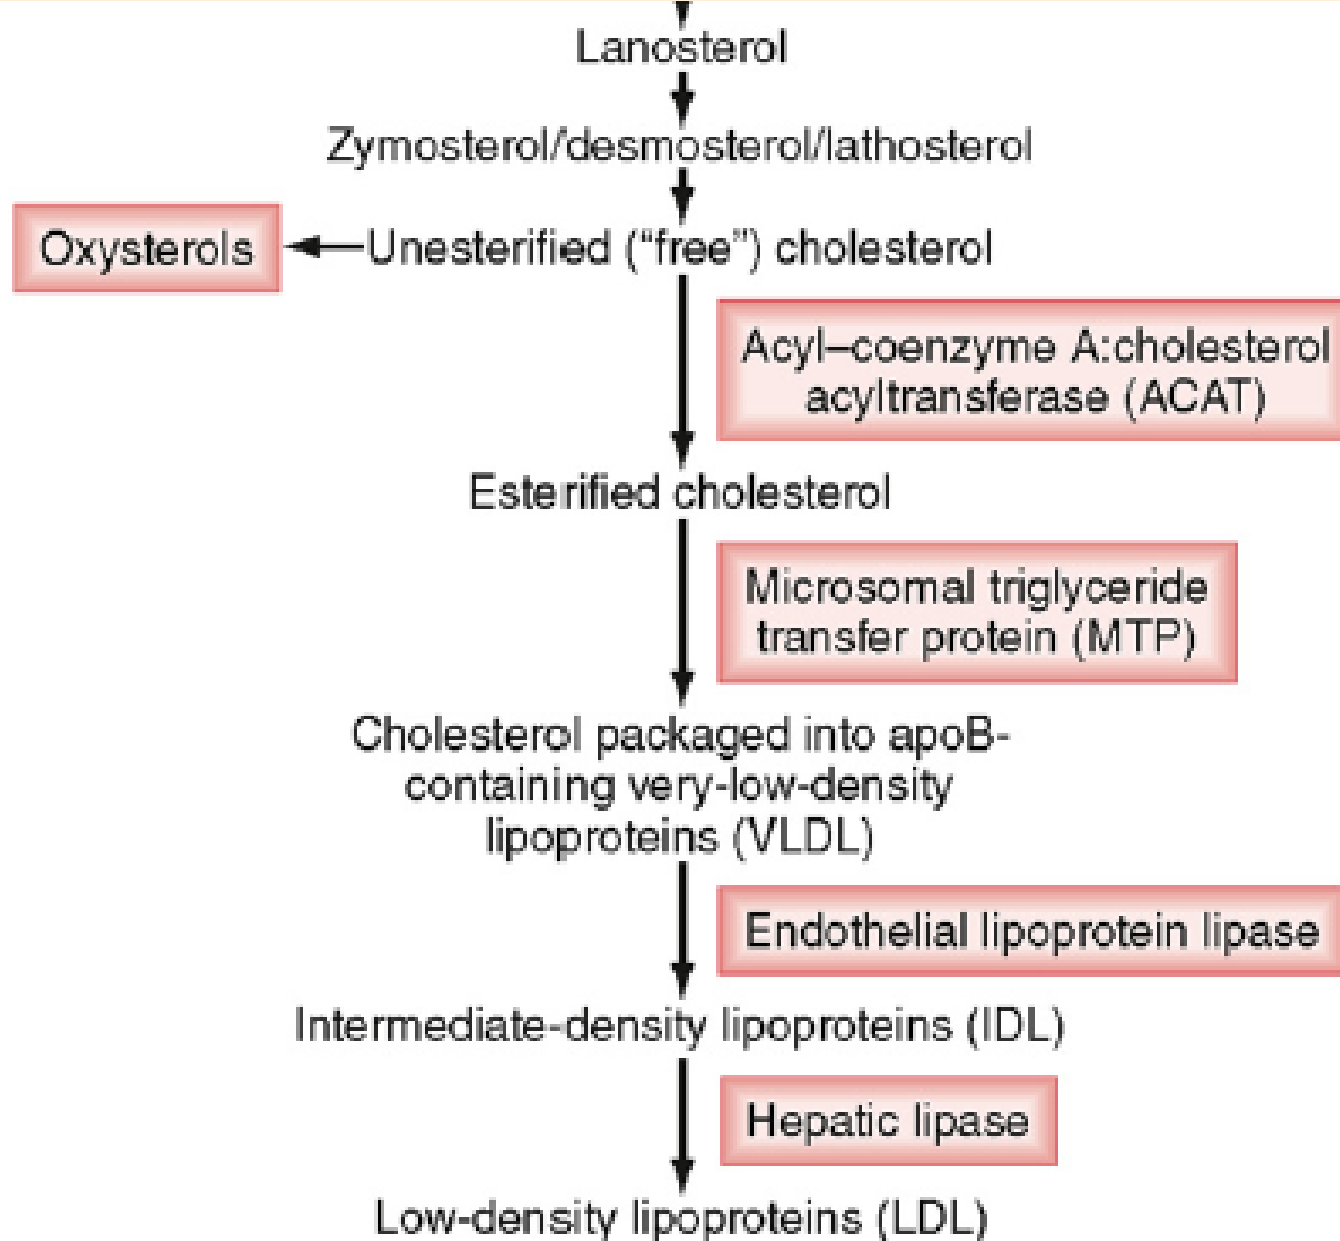 Lanosterol
Zymosterol/desmosterol/lathosterol
Oxysterols
Unesterified (“free”) cholesterol
Acyl–coenzyme A:cholesterol
acyltransferase (ACAT)
Esterified cholesterol
Microsomal triglyceride
transfer protein (MTP)
Cholesterol packaged into apoB-
containing very-low-density
lipoproteins (VLDL)
Endothelial lipoprotein lipase
Intermediate-density lipoproteins (IDL)
Hepatic lipase
Low-density lipoproteins (LDL)